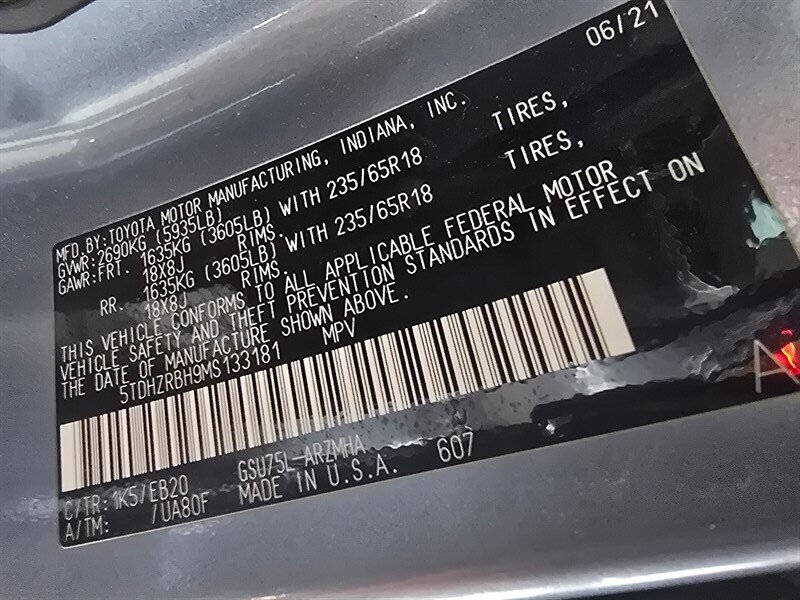 MFD.BY:TOYOTA MOTOR MANUFACTURING, INDIANA, INC. 06/21
GVWR:2690KG (5935LB)
GAWR:FRT. 1635KG (3605LB) WITH 235/65R18 TIRES,
18X8J RIMS.
RR. 1635KG (3605LB) WITH 235/65R18 TIRES,
18X8J RIMS.
THIS VEHICLE CONFORMS TO ALL APPLICABLE FEDERAL MOTOR
VEHICLE SAFETY AND THEFT PREVENTION STANDARDS IN EFFECT ON
THE DATE OF MANUFACTURE SHOWN ABOVE.
5TDHZRBH9MS133181 MPV
C/TR: 1K5/EB20 GSU75L-ARZMHA
A/TM: /UA80F MADE IN U.S.A. 607
A